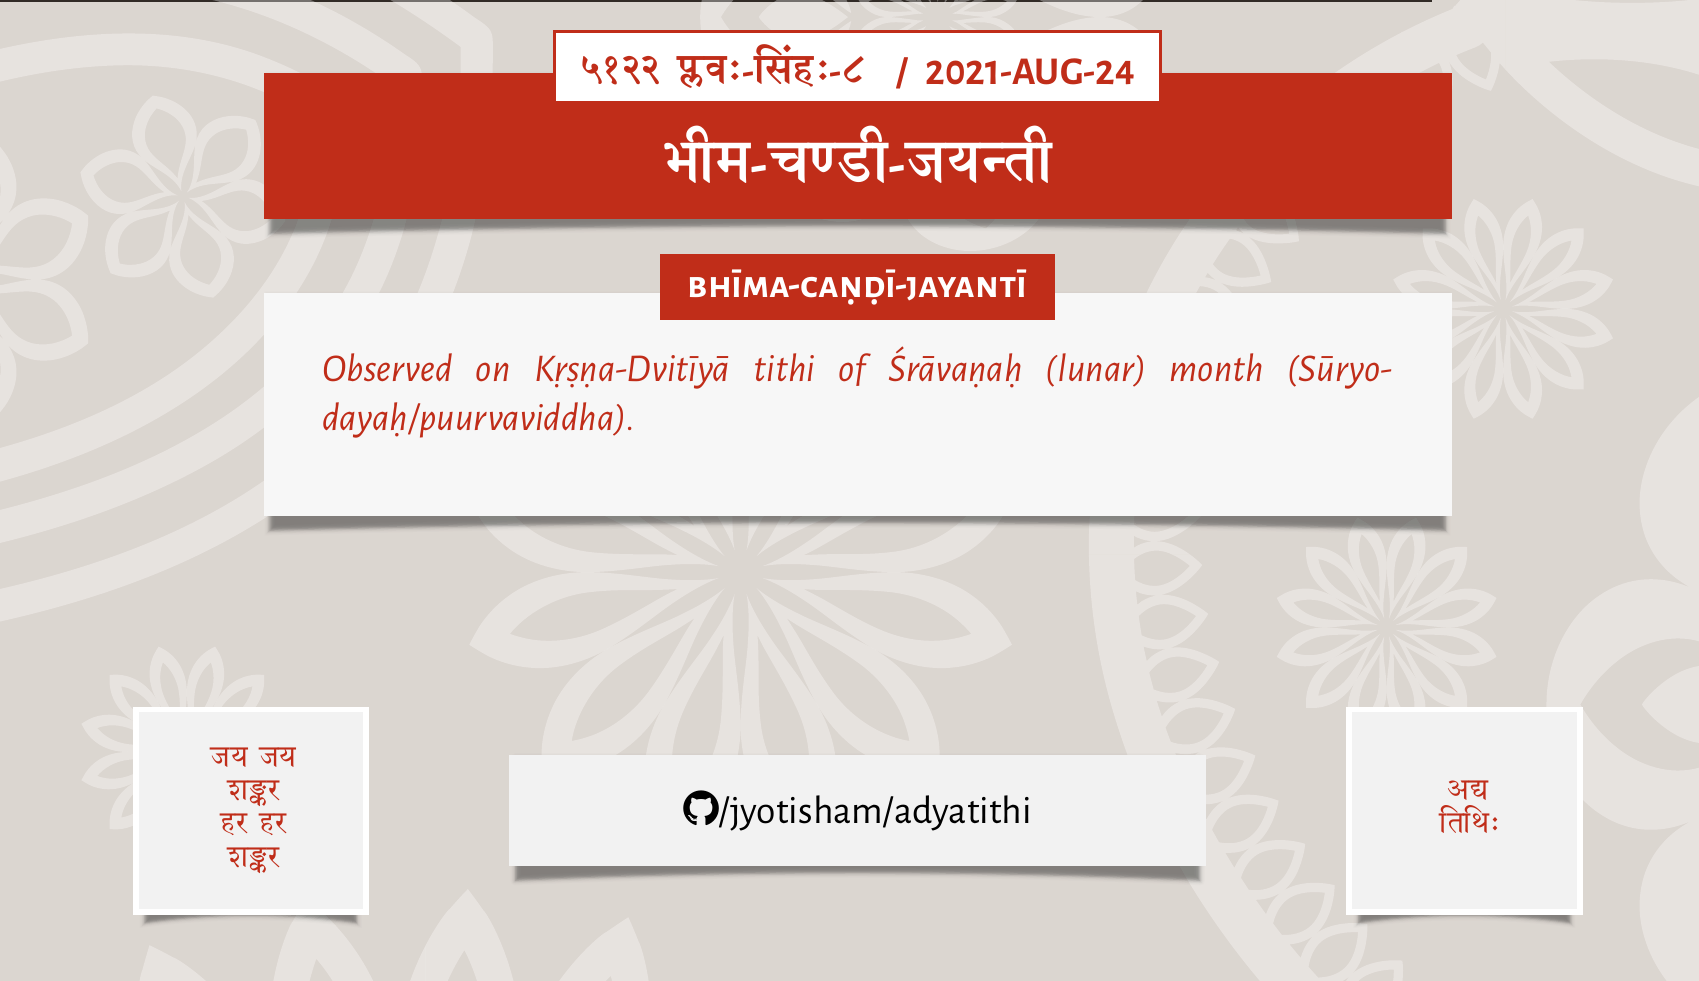 ५१२२ प्लवः-सिंहः-८ / 2021-AUG-24
भीम-चण्डी-जयन्ती
BHĪMA-CAṆḌĪ-JAYANTĪ
Observed on Kṛṣṇa-Dvitīyā tithi of Śrāvaṇaḥ (lunar) month (Sūryo-
dayaḥ/puurvaviddha).
जय जय
शङ्कर
हर हर
शङ्कर
/jyotisham/adyatithi
अद्य
तिथिः